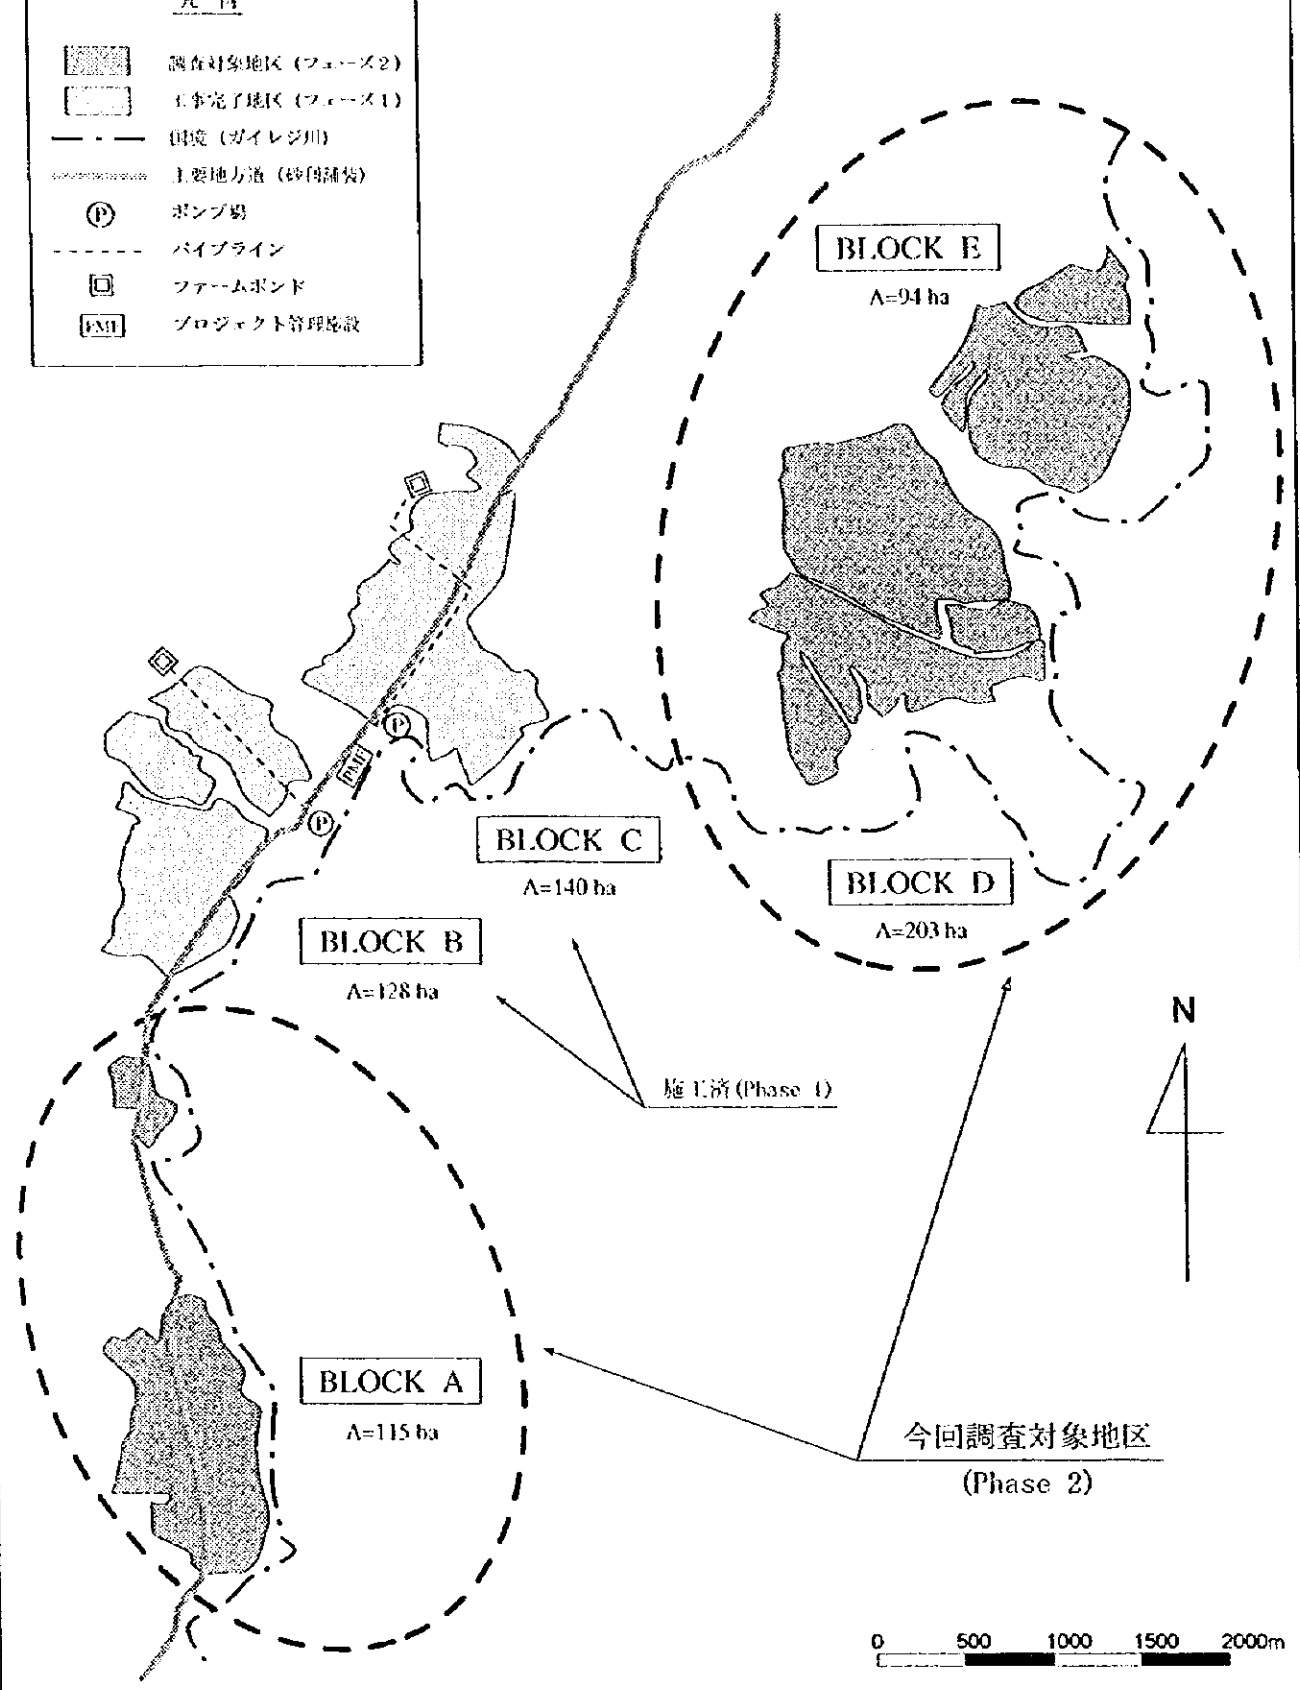 凡例
調査対象地区 (フェーズ2)
工事完了地区 (フェーズ1)
国境 (ガイレジ川)
主要地方道 (砂利舗装)
P
ポンプ場
パイプライン
ファームポンド
PMF
プロジェクト管理施設
BLOCK E
A=94 ha
P
PMF
P
BLOCK C
A=140 ha
BLOCK D
A=203 ha
BLOCK B
A=128 ha
N
施工済(Phase 1)
BLOCK A
A=115 ha
今回調査対象地区
(Phase 2)
0 500 1000 1500 2000m